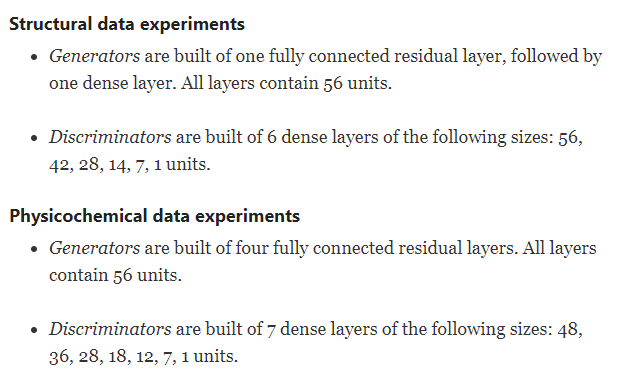 Structural data experiments
• Generators are built of one fully connected residual layer, followed by
one dense layer. All layers contain 56 units.
• Discriminators are built of 6 dense layers of the following sizes: 56,
42, 28, 14, 7, 1 units.
Physicochemical data experiments
• Generators are built of four fully connected residual layers. All layers
contain 56 units.
• Discriminators are built of 7 dense layers of the following sizes: 48,
36, 28, 18, 12, 7, 1 units.